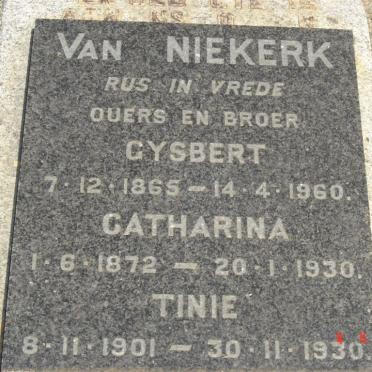 VAN NIEKERK
RUS IN VREDE
OUERS EN BROER
GYSBERT
7·12·1865 — 14·4·1960.
CATHARINA
1·6·1872 — 20·1·1930.
TINIE
8·11·1901 — 30·11·1930.